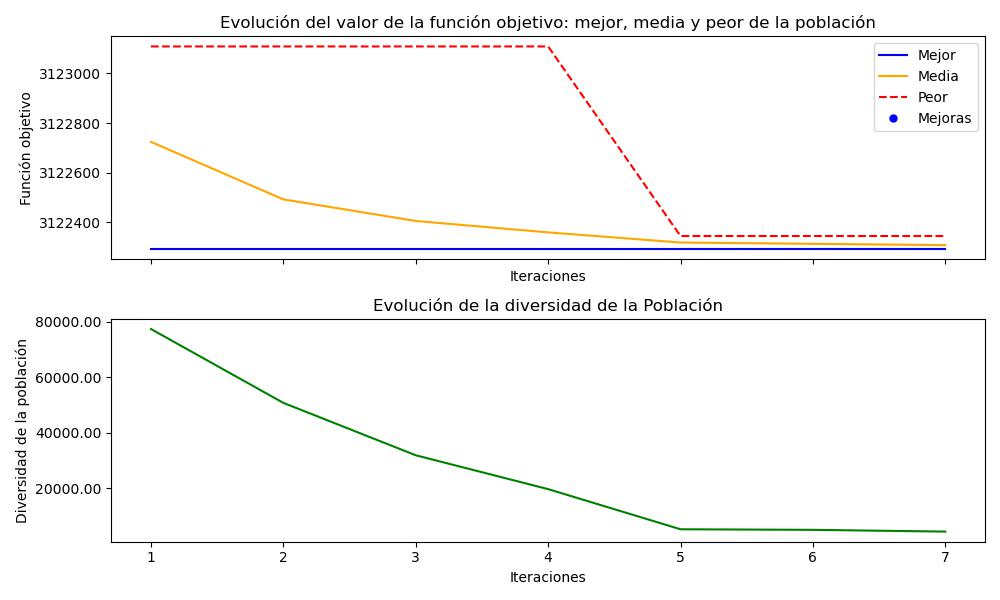 Evolución del valor de la función objetivo: mejor, media y peor de la población
Función objetivo
3123000
3122800
3122600
3122400
Mejor
Media
Peor
Mejoras
Iteraciones
Evolución de la diversidad de la Población
Diversidad de la población
80000.00
60000.00
40000.00
20000.00
1 2 3 4 5 6 7
Iteraciones